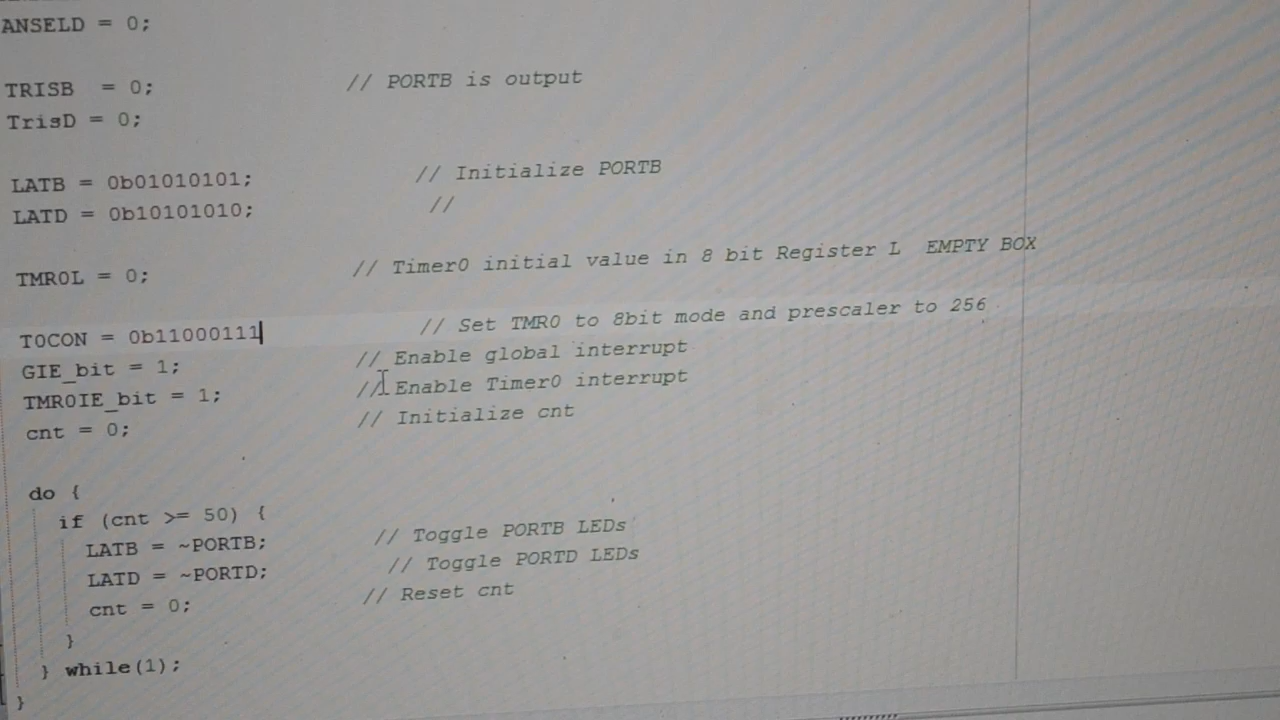 ANSELD = 0;
TRISB  = 0; // PORTB is output
TrisD = 0;
LATB = 0b01010101; // Initialize PORTB
LATD = 0b10101010; //
TMR0L = 0; // Timer0 initial value in 8 bit Register L  EMPTY BOX
T0CON = 0b11000111 // Set TMR0 to 8bit mode and prescaler to 256
GIE_bit = 1; // Enable global interrupt
TMR0IE_bit = 1; // Enable Timer0 interrupt
cnt = 0; // Initialize cnt
do {
if (cnt >= 50) {
LATB = ~PORTB; // Toggle PORTB LEDs
LATD = ~PORTD; // Toggle PORTD LEDs
cnt = 0; // Reset cnt
}
} while(1);
}